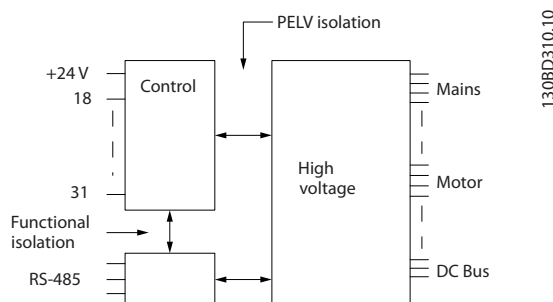 PELV isolation
+24 V
Control
18
31
Functional
isolation
RS-485
High
voltage
Mains
Motor
DC Bus
130BD310.10